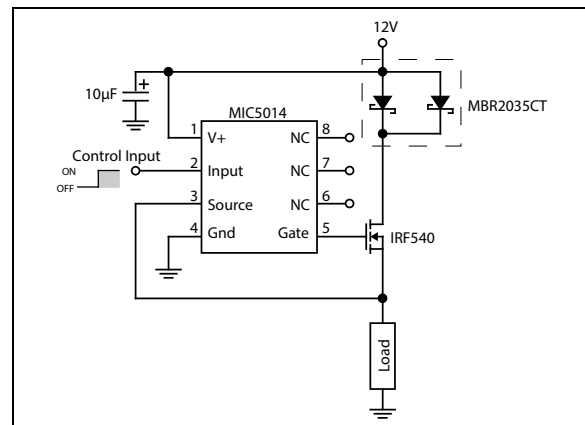 12V
10µF
+
MBR2035CT
MIC5014
1 V+ NC 8
Control Input
ON
OFF
2 Input NC 7
3 Source NC 6
4 Gnd Gate 5
IRF540
Load